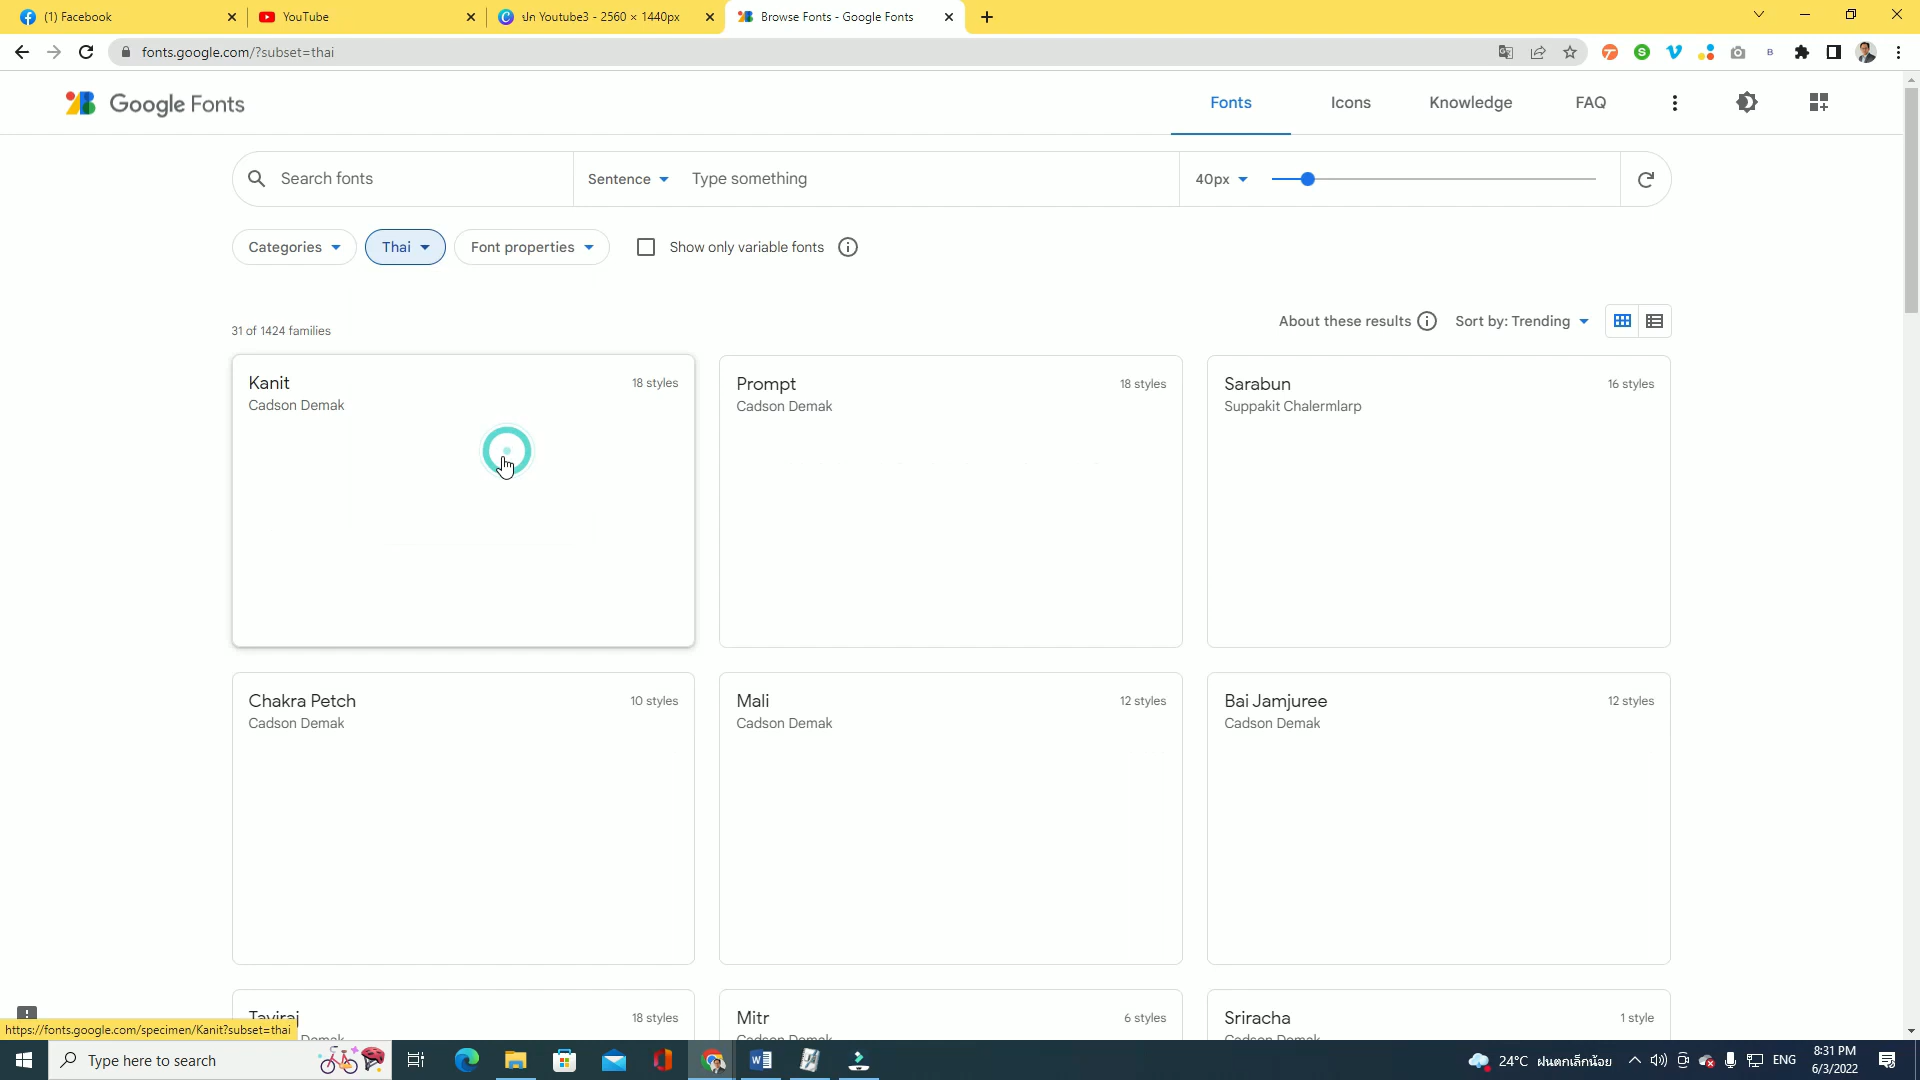 (1) Facebook
YouTube
ปก Youtube3 - 2560 × 1440px
Browse Fonts - Google Fonts
fonts.google.com/?subset=thai
Google Fonts
Fonts
Icons
Knowledge
FAQ
Search fonts
Sentence
Type something
40px
Categories
Thai
Font properties
Show only variable fonts
31 of 1424 families
About these results
Sort by: Trending
Kanit
18 styles
Cadson Demak
Prompt
18 styles
Cadson Demak
Sarabun
16 styles
Suppakit Chalermlarp
Chakra Petch
10 styles
Cadson Demak
Mali
12 styles
Cadson Demak
Bai Jamjuree
12 styles
Cadson Demak
Taviraj
18 styles
Demak
Mitr
6 styles
Cadson Demak
Sriracha
1 style
Cadson Demak
https://fonts.google.com/specimen/Kanit?subset=thai
Type here to search
24°C ฝนตกเล็กน้อย
ENG
8:31 PM
6/3/2022